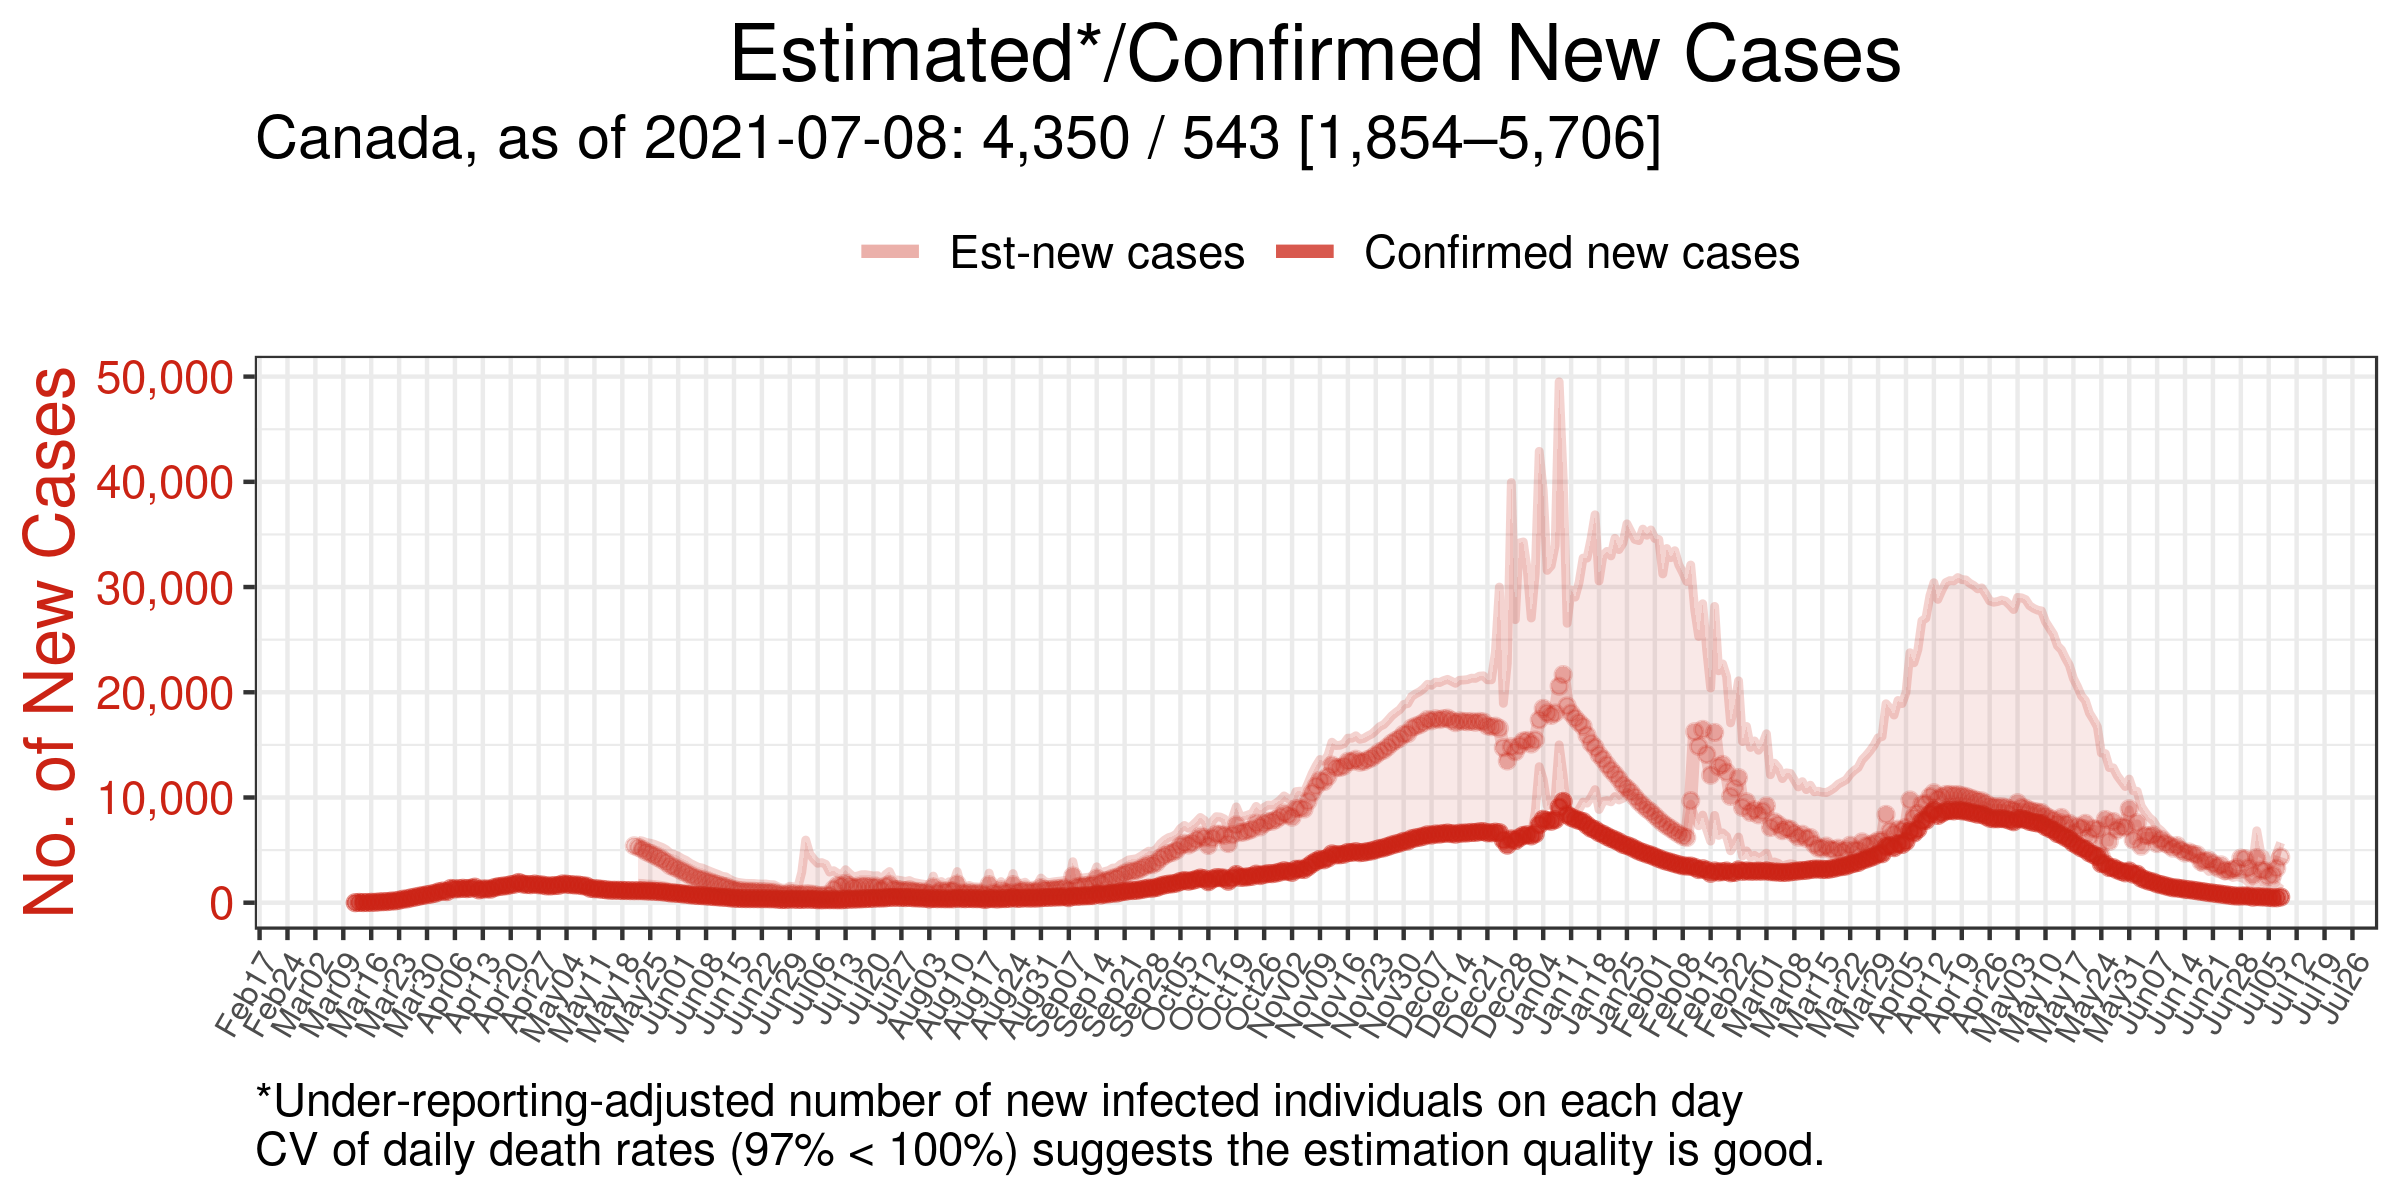 Estimated*/Confirmed New Cases
Canada, as of 2021-07-08: 4,350 / 543 [1,854–5,706]
Est-new cases
Confirmed new cases
No. of New Cases
50,000
40,000
30,000
20,000
10,000
0
Feb17
Feb24
Mar02
Mar09
Mar16
Mar23
Mar30
Apr06
Apr13
Apr20
Apr27
May04
May11
May18
May25
Jun01
Jun08
Jun15
Jun22
Jun29
Jul06
Jul13
Jul20
Jul27
Aug03
Aug10
Aug17
Aug24
Aug31
Sep07
Sep14
Sep21
Sep28
Oct05
Oct12
Oct19
Oct26
Nov02
Nov09
Nov16
Nov23
Nov30
Dec07
Dec14
Dec21
Dec28
Jan04
Jan11
Jan18
Jan25
Feb01
Feb08
Feb15
Feb22
Mar01
Mar08
Mar15
Mar22
Mar29
Apr05
Apr12
Apr19
Apr26
May03
May10
May17
May24
May31
Jun07
Jun14
Jun21
Jun28
Jul05
Jul12
Jul19
Jul26
*Under-reporting-adjusted number of new infected individuals on each day
CV of daily death rates (97% < 100%) suggests the estimation quality is good.